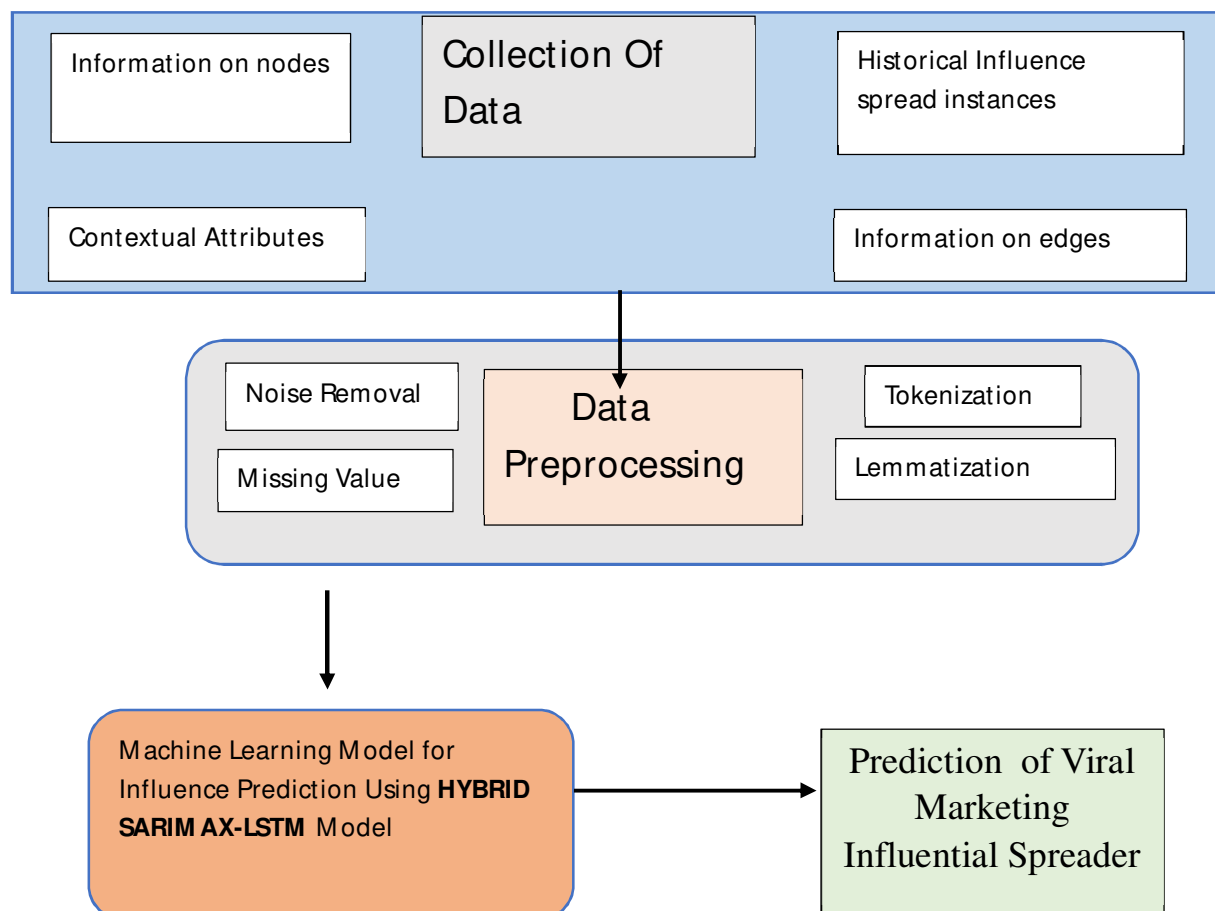 Information on nodes
Collection Of
Data
Historical Influence
spread instances
Contextual Attributes
Information on edges
Noise Removal
Data
Preprocessing
Tokenization
Missing Value
Lemmatization
Machine Learning Model for
Influence Prediction Using HYBRID
SARIMAX-LSTM Model
Prediction of Viral
Marketing
Influential Spreader